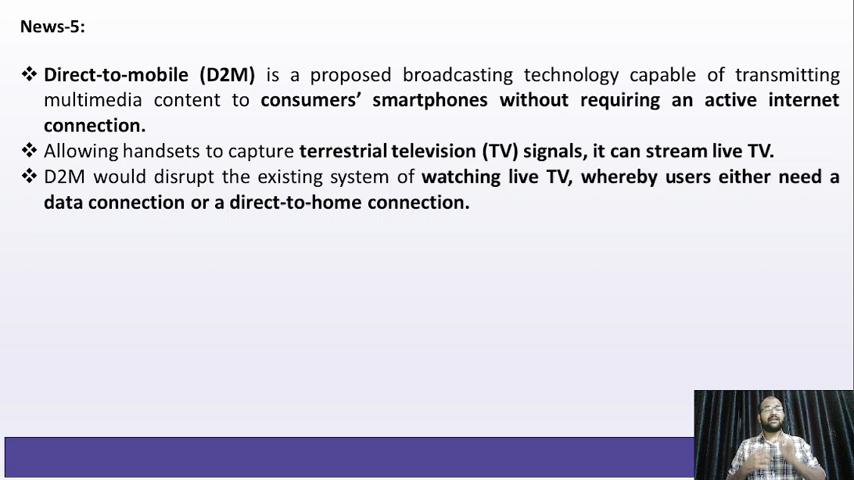 News-5:
❖ Direct-to-mobile (D2M) is a proposed broadcasting technology capable of transmitting
multimedia content to consumers’ smartphones without requiring an active internet
connection.
❖ Allowing handsets to capture terrestrial television (TV) signals, it can stream live TV.
❖ D2M would disrupt the existing system of watching live TV, whereby users either need a
data connection or a direct-to-home connection.